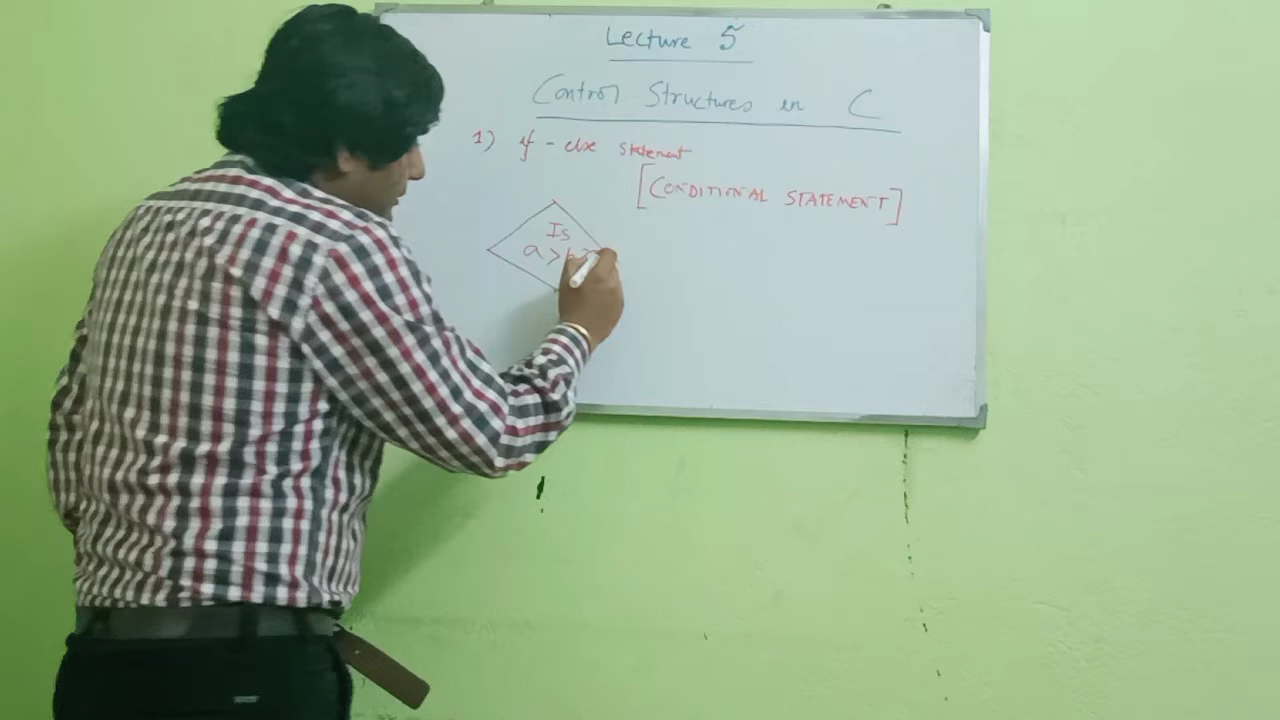 Lecture 5
Control Structures in C
1) if - else statement
[CONDITIONAL STATEMENT]
Is
a > b?